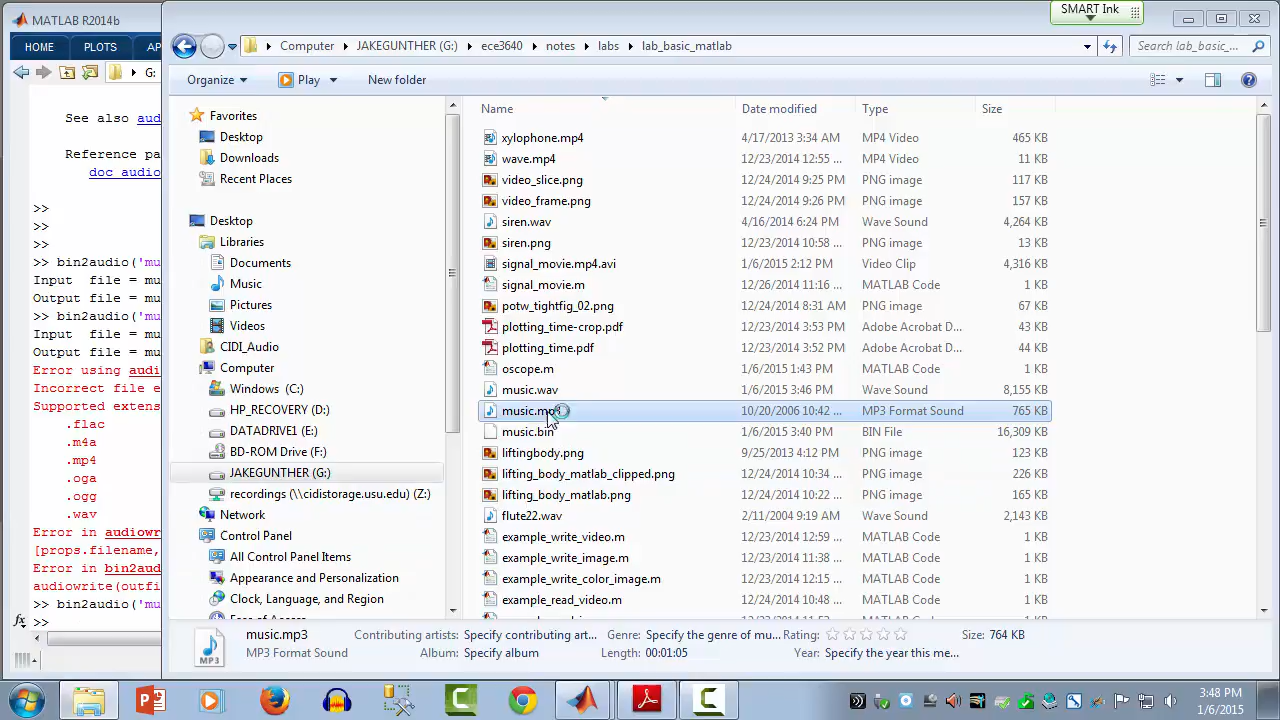 MATLAB R2014b
SMART Ink
HOME PLOTS AP
Computer JAKEGUNTHER (G:) ece3640 notes labs lab_basic_matlab
Search lab_basic_...
G:
Organize Play New folder
See also aud
Reference pa
doc audio
>>
>>
>>
>> bin2audio('mu
Input file = mu
Output file = mu
>> bin2audio('mu
Input file = mu
Output file = mu
Error using audi
Incorrect file e
Supported extens
.flac
.m4a
.mp4
.oga
.ogg
.wav
Error in audiowr
[props.filename,
Error in bin2aud
audiowrite(outfi
>> bin2audio('mu
>>
fx
Favorites
Desktop
Downloads
Recent Places
Desktop
Libraries
Documents
Music
Pictures
Videos
CIDI_Audio
Computer
Windows (C:)
HP_RECOVERY (D:)
DATADRIVE1 (E:)
BD-ROM Drive (F:)
JAKEGUNTHER (G:)
recordings (\\cidistorage.usu.edu) (Z:)
Network
Control Panel
All Control Panel Items
Appearance and Personalization
Clock, Language, and Region
Name Date modified Type Size
xylophone.mp4 4/17/2013 3:34 AM MP4 Video 465 KB
wave.mp4 12/23/2014 12:55 ... MP4 Video 11 KB
video_slice.png 12/24/2014 9:25 PM PNG image 117 KB
video_frame.png 12/24/2014 9:26 PM PNG image 157 KB
siren.wav 4/16/2014 6:24 PM Wave Sound 4,264 KB
siren.png 12/23/2014 10:58 ... PNG image 13 KB
signal_movie.mp4.avi 1/6/2015 2:12 PM Video Clip 4,316 KB
signal_movie.m 12/26/2014 11:16 ... MATLAB Code 1 KB
potw_tightfig_02.png 12/24/2014 8:31 AM PNG image 67 KB
plotting_time-crop.pdf 12/23/2014 3:53 PM Adobe Acrobat D... 43 KB
plotting_time.pdf 12/23/2014 3:52 PM Adobe Acrobat D... 44 KB
oscope.m 1/6/2015 1:43 PM MATLAB Code 1 KB
music.wav 1/6/2015 3:46 PM Wave Sound 8,155 KB
music.mp3 10/20/2006 10:42 ... MP3 Format Sound 765 KB
music.bin 1/6/2015 3:40 PM BIN File 16,309 KB
liftingbody.png 9/25/2013 4:12 PM PNG image 123 KB
lifting_body_matlab_clipped.png 12/24/2014 10:34 ... PNG image 226 KB
lifting_body_matlab.png 12/24/2014 10:22 ... PNG image 165 KB
flute22.wav 2/11/2004 9:19 AM Wave Sound 2,143 KB
example_write_video.m 12/23/2014 12:59 ... MATLAB Code 1 KB
example_write_image.m 12/23/2014 11:38 ... MATLAB Code 1 KB
example_write_color_image.m 12/23/2014 12:15 ... MATLAB Code 1 KB
example_read_video.m 12/23/2014 10:48 ... MATLAB Code 1 KB
music.mp3 Contributing artists: Specify contributing art... Genre: Specify the genre of mu... Rating: Size: 764 KB
MP3 Format Sound Album: Specify album Length: 00:01:05 Year: Specify the year this me...
MP3
3:48 PM
1/6/2015